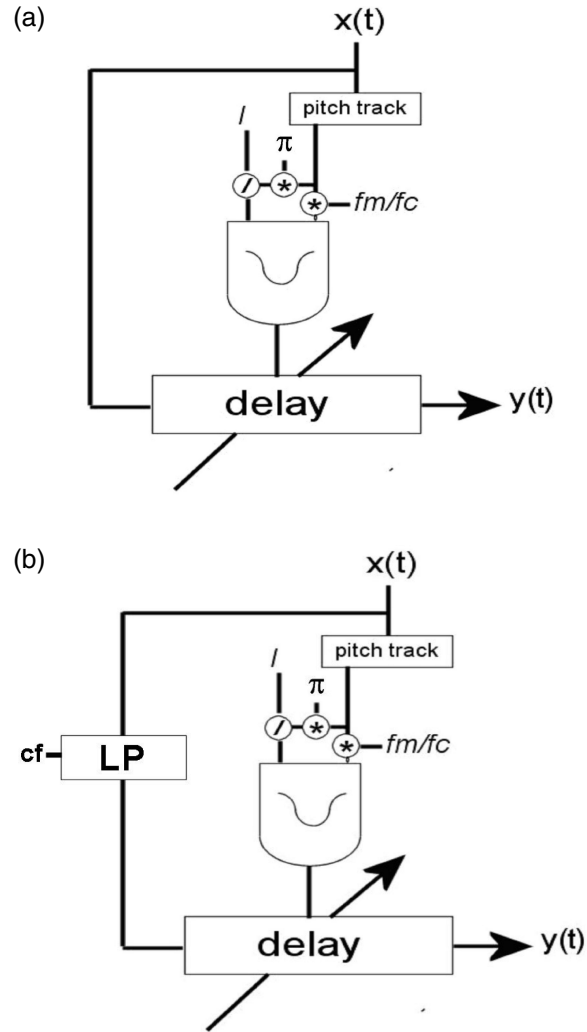 (a)
x(t)
pitch track
I
π
/
*
*
fm/fc
delay
y(t)
(b)
x(t)
pitch track
I
π
/
*
*
fm/fc
cf
LP
delay
y(t)